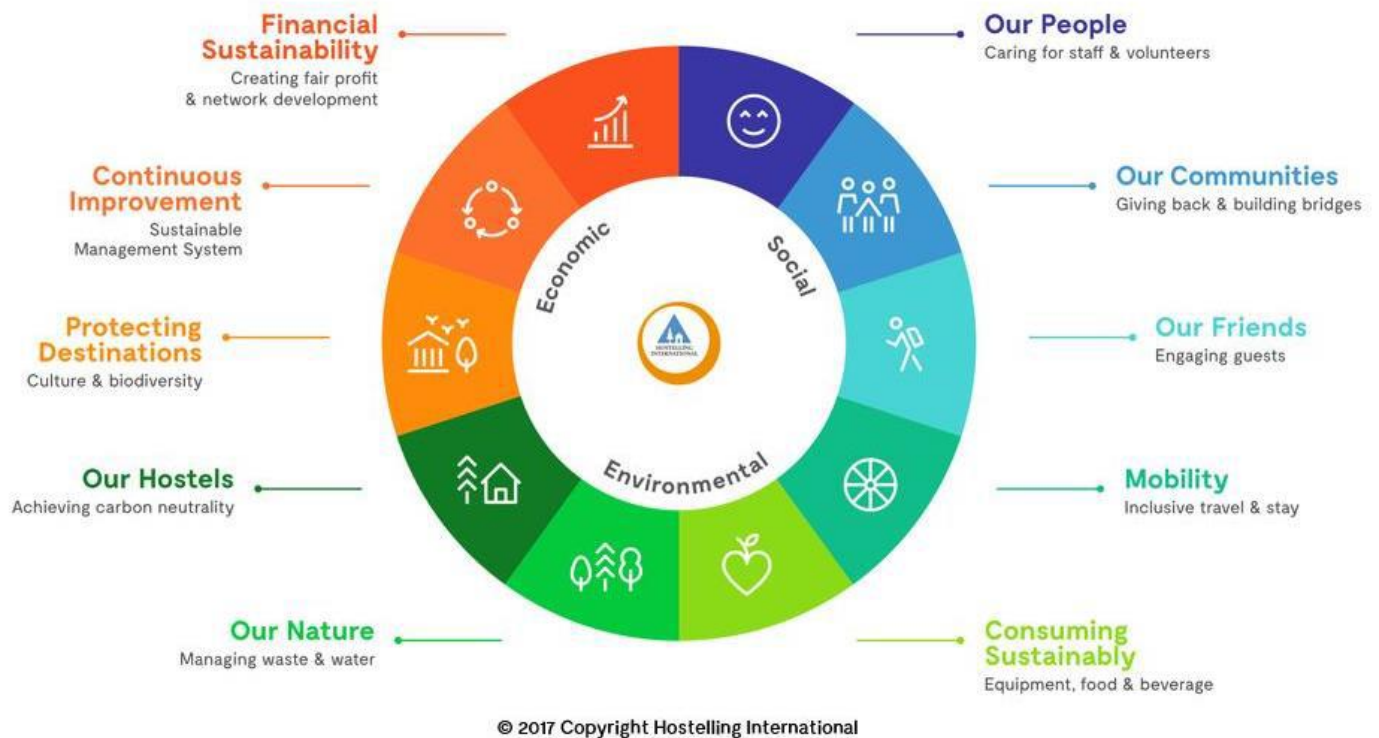 Financial
Sustainability
Creating fair profit
& network development
Our People
Caring for staff & volunteers
Continuous
Improvement
Sustainable
Management System
Our Communities
Giving back & building bridges
Economic
Social
Protecting
Destinations
Culture & biodiversity
HOSTELLING
INTERNATIONAL
Our Friends
Engaging guests
Our Hostels
Achieving carbon neutrality
Environmental
Mobility
Inclusive travel & stay
Our Nature
Managing waste & water
Consuming
Sustainably
Equipment, food & beverage
© 2017 Copyright Hostelling International